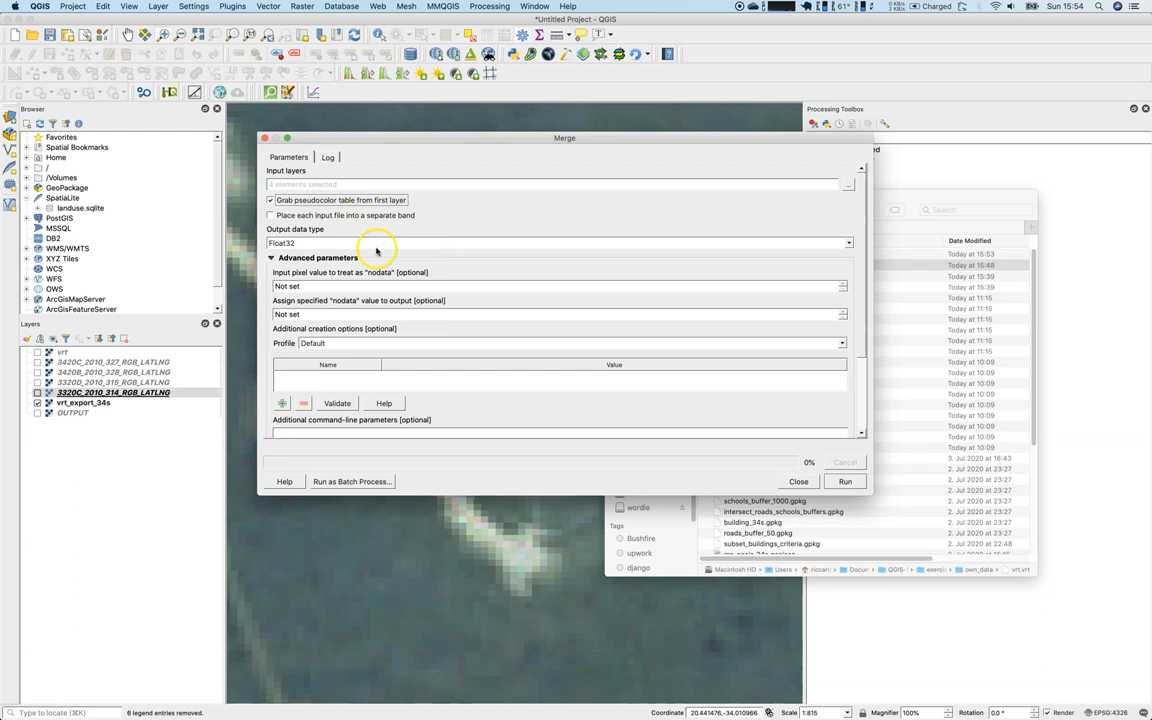 QGIS Project Edit View Layer Settings Plugins Vector Raster Database Web Mesh MMQGIS Processing Window Help
0 KB/s
2 KB/s
61° Charged Sun 15:54
*Untitled Project - QGIS
Browser
Favorites
Spatial Bookmarks
Home
/
/Volumes
GeoPackage
SpatiaLite
landuse.sqlite
PostGIS
MSSQL
DB2
WMS/WMTS
XYZ Tiles
WCS
WFS
OWS
ArcGisMapServer
ArcGisFeatureServer
Layers
vrt
3420C_2010_327_RGB_LATLNG
3420B_2010_328_RGB_LATLNG
3320D_2010_315_RGB_LATLNG
3320C_2010_314_RGB_LATLNG
vrt_export_34s
OUTPUT
Merge
Parameters Log
Input layers
4 elements selected ...
Grab pseudocolor table from first layer
Place each input file into a separate band
Output data type
Float32
Advanced parameters
Input pixel value to treat as "nodata" [optional]
Not set
Assign specified "nodata" value to output [optional]
Not set
Additional creation options [optional]
Profile Default
Name Value
Validate Help
Additional command-line parameters [optional]
0% Cancel
Help Run as Batch Process... Close Run
Processing Toolbox
Search
Date Modified
Today at 15:53
Today at 15:48
Today at 15:39
Today at 15:39
Today at 11:15
Today at 11:15
Today at 11:15
Today at 11:15
Today at 11:15
Today at 10:09
Today at 10:09
Today at 10:09
Today at 10:09
Today at 10:09
Today at 10:09
Today at 10:09
Today at 10:09
Today at 10:09
Today at 10:09
3. Jul 2020 at 16:43
2. Jul 2020 at 23:27
2. Jul 2020 at 23:27
2. Jul 2020 at 23:27
schools_buffer_1000.gpkg 2. Jul 2020 at 23:27
intersect_roads_schools_buffers.gpkg 2. Jul 2020 at 23:27
building_34s.gpkg 2. Jul 2020 at 23:27
roads_buffer_50.gpkg 2. Jul 2020 at 23:27
subset_buildings_criteria.gpkg 2. Jul 2020 at 22:48
wordle
Tags
Bushfire
upwork
django
Macintosh HD Users Docum QGIS- exercis own_data vrt.vrt
Type to locate (⌘K) 6 legend entries removed. Coordinate 20.441476,-34.010966 Scale 1:815 Magnifier 100% Rotation 0.0 ° Render EPSG:4326